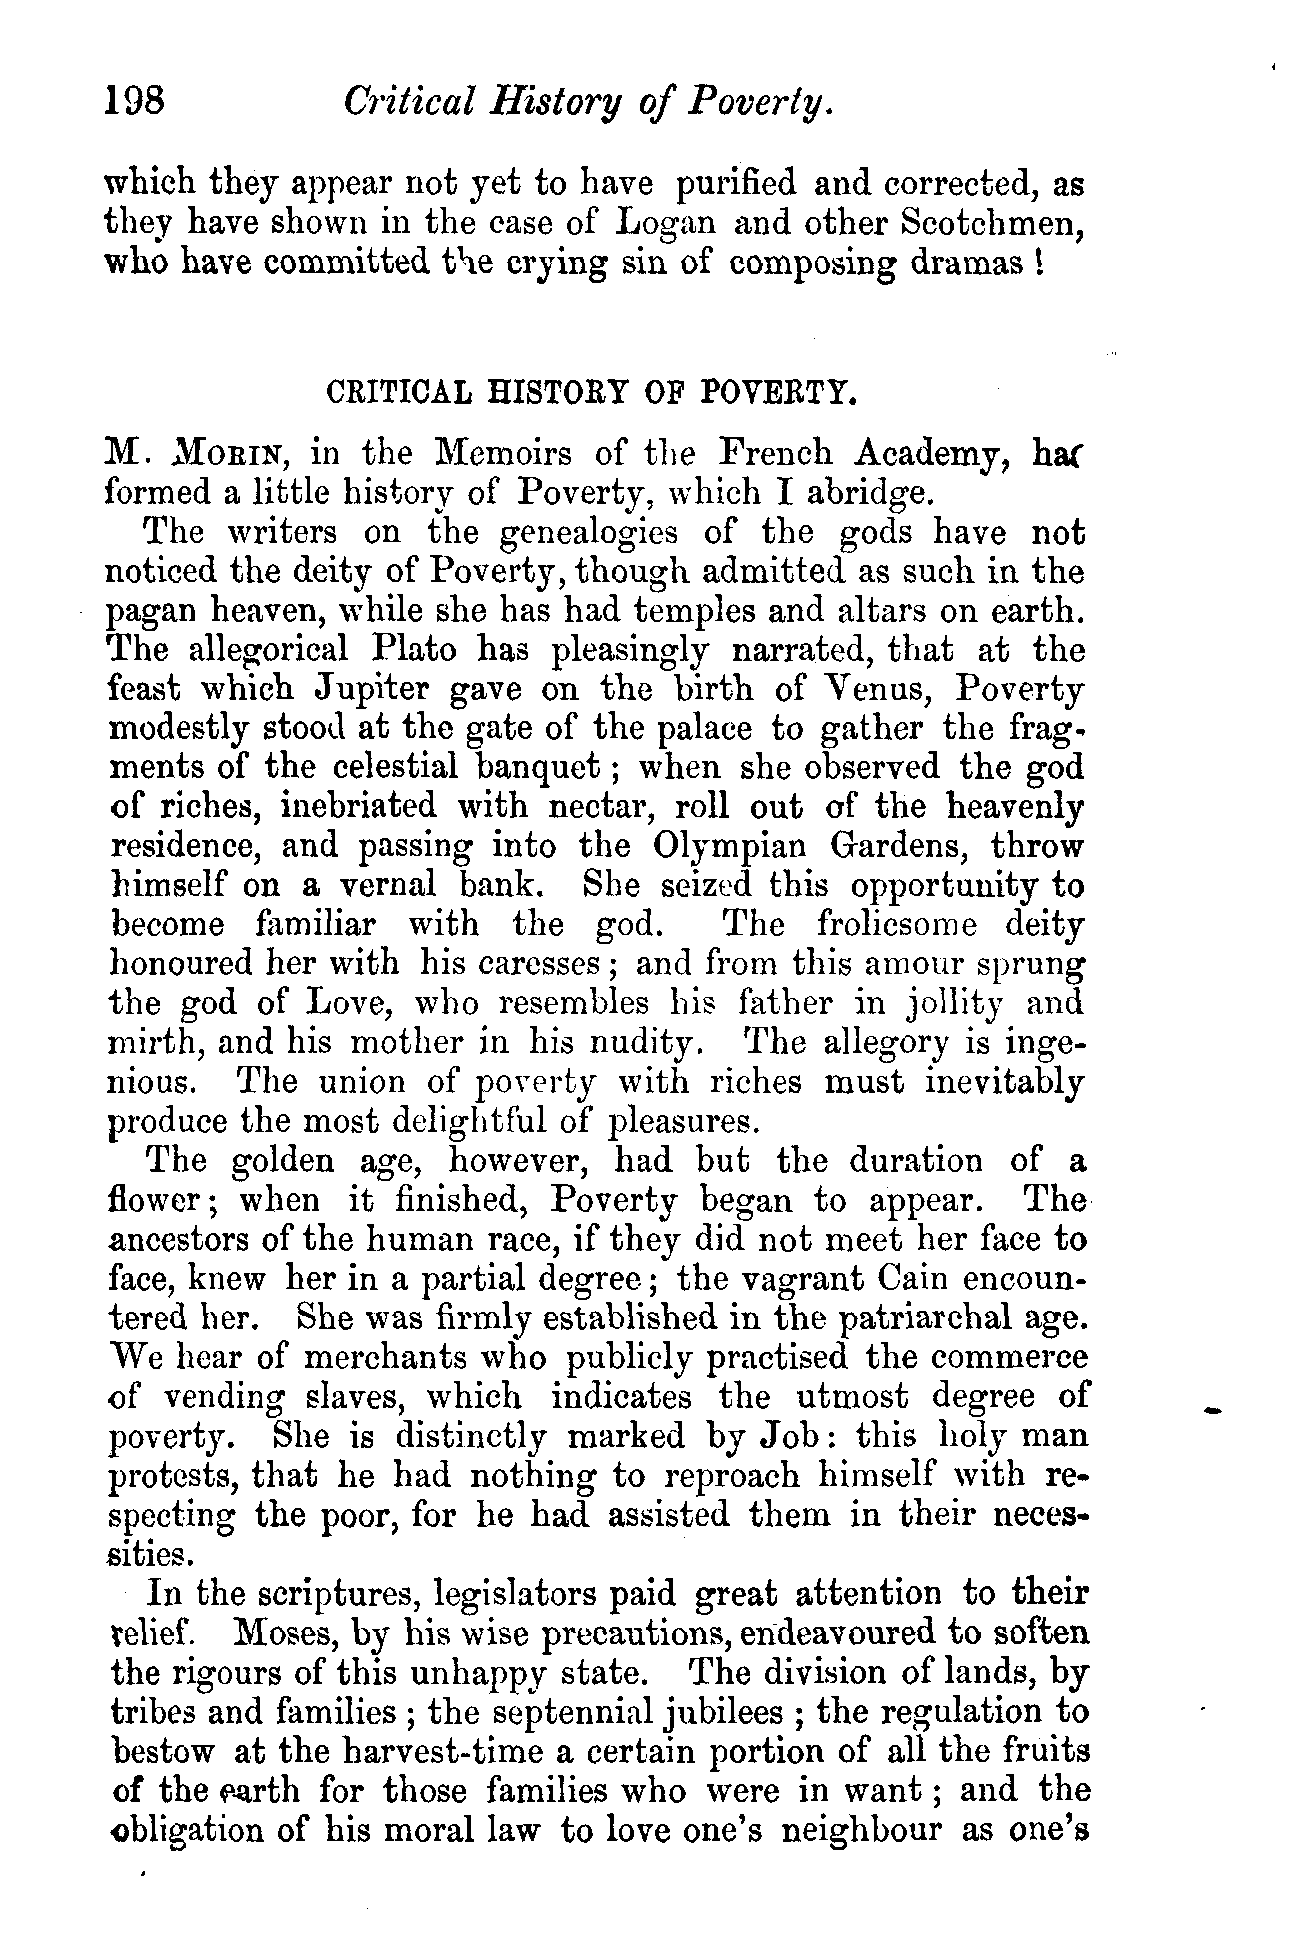 198 Critical History of Poverty.
which they appear not yet to have purified and corrected, as
they have shown in the case of Logan and other Scotchmen,
who have committed the crying sin of composing dramas !
CRITICAL HISTORY OF POVERTY.
M. MORIN, in the Memoirs of the French Academy, has
formed a little history of Poverty, which I abridge.
The writers on the genealogies of the gods have not
noticed the deity of Poverty, though admitted as such in the
pagan heaven, while she has had temples and altars on earth.
The allegorical Plato has pleasingly narrated, that at the
feast which Jupiter gave on the birth of Venus, Poverty
modestly stood at the gate of the palace to gather the frag-
ments of the celestial banquet ; when she observed the god
of riches, inebriated with nectar, roll out of the heavenly
residence, and passing into the Olympian Gardens, throw
himself on a vernal bank. She seized this opportunity to
become familiar with the god. The frolicsome deity
honoured her with his caresses ; and from this amour sprung
the god of Love, who resembles his father in jollity and
mirth, and his mother in his nudity. The allegory is inge-
nious. The union of poverty with riches must inevitably
produce the most delightful of pleasures.
The golden age, however, had but the duration of a
flower ; when it finished, Poverty began to appear. The
ancestors of the human race, if they did not meet her face to
face, knew her in a partial degree ; the vagrant Cain encoun-
tered her. She was firmly established in the patriarchal age.
We hear of merchants who publicly practised the commerce
of vending slaves, which indicates the utmost degree of
poverty. She is distinctly marked by Job : this holy man
protests, that he had nothing to reproach himself with re-
specting the poor, for he had assisted them in their neces-
sities.
In the scriptures, legislators paid great attention to their
relief. Moses, by his wise precautions, endeavoured to soften
the rigours of this unhappy state. The division of lands, by
tribes and families ; the septennial jubilees ; the regulation to
bestow at the harvest-time a certain portion of all the fruits
of the earth for those families who were in want ; and the
obligation of his moral law to love one's neighbour as one's